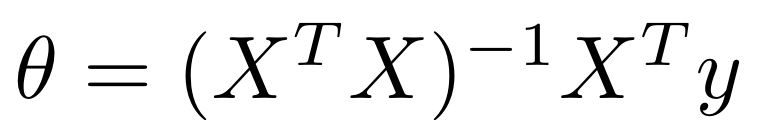 θ = (X^T X)^{-1} X^T y